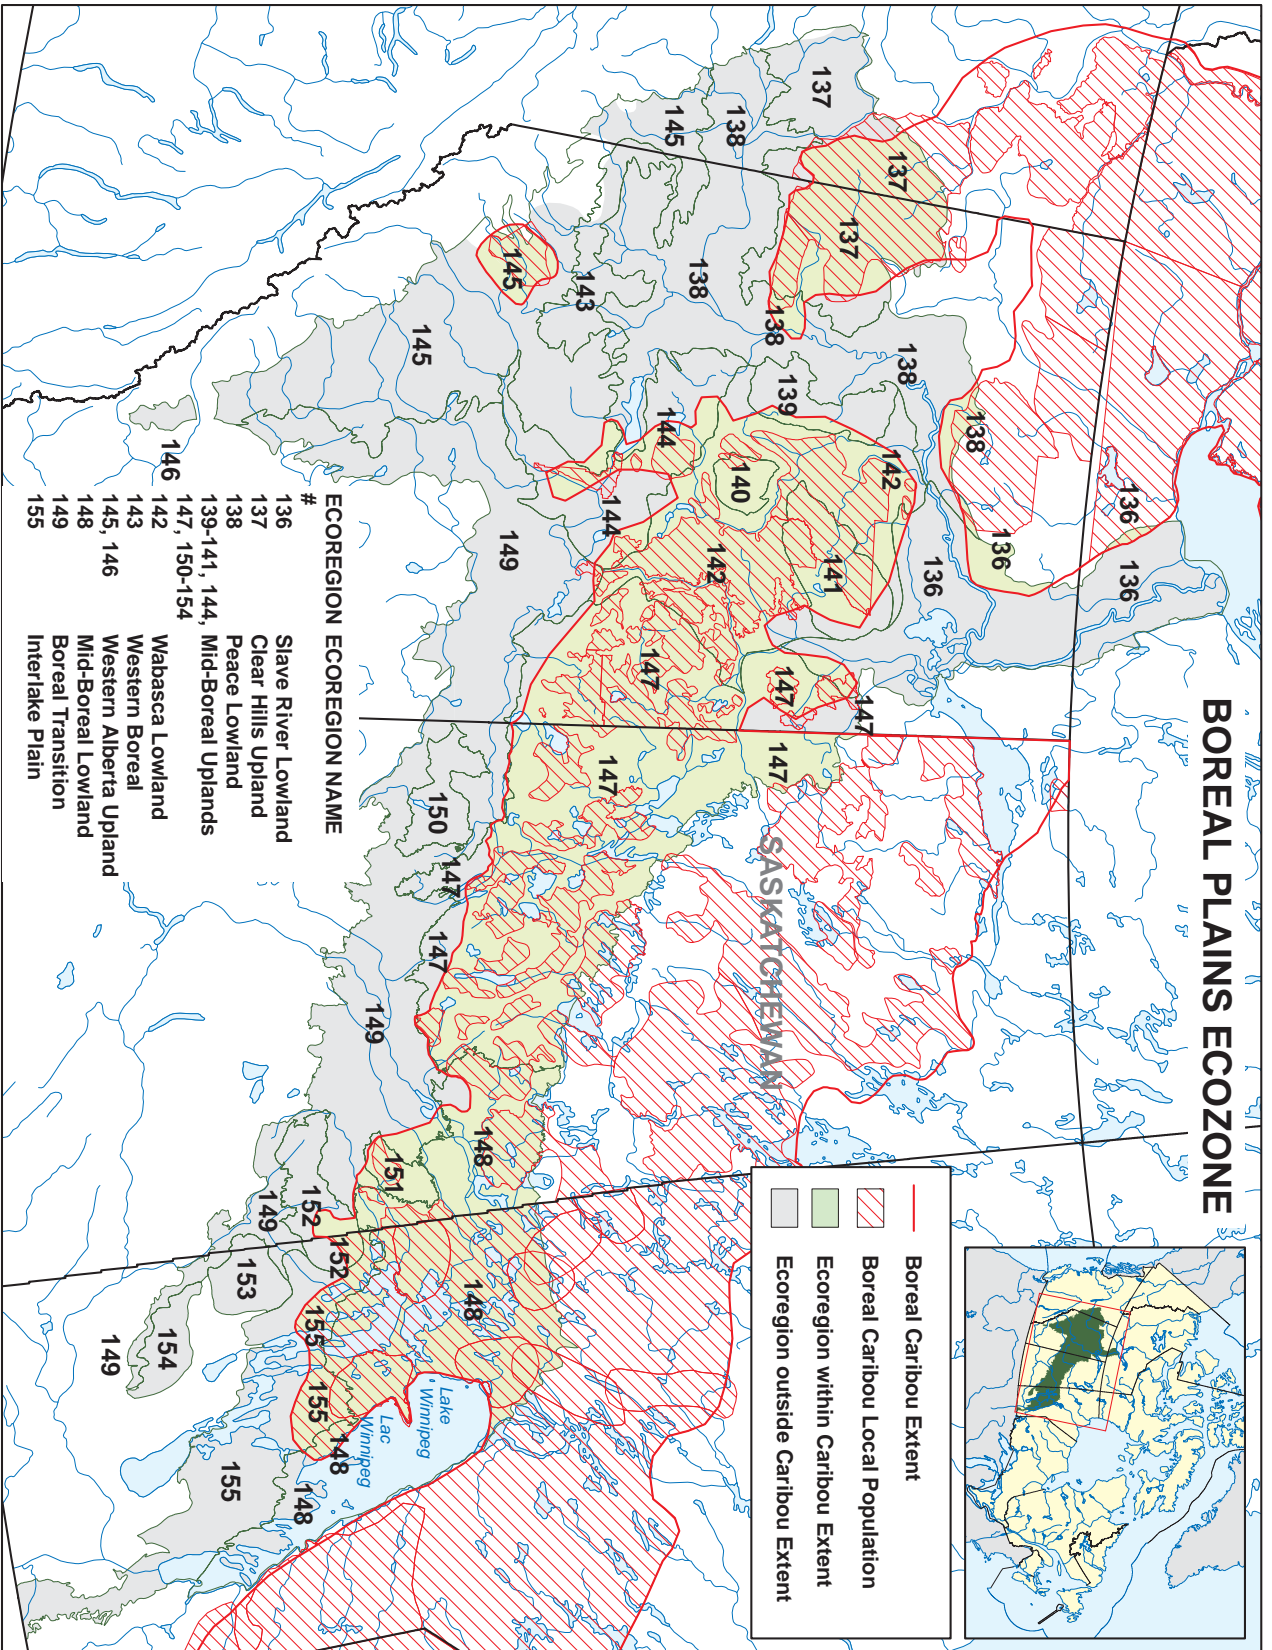 BOREAL PLAINS ECOZONE
Boreal Caribou Extent
Boreal Caribou Local Population
Ecoregion within Caribou Extent
Ecoregion outside Caribou Extent
136
136
136
138
136
138
137
142
147
137
141
137
139
147
147
138
SASKATCHEWAN
140
138
142
138
145
144
147
144
147
143
145
149
148
148
Lake
Winnipeg
147
150
147
145
151
Lac
Winnipeg
149
152
148
155
155
152
148
149
153
155
146
154
149
ECOREGION ECOREGION NAME
#
136 Slave River Lowland
137 Clear Hills Upland
138 Peace Lowland
139-141, 144, Mid-Boreal Uplands
147, 150-154
142 Wabasca Lowland
143 Western Boreal
145, 146 Western Alberta Upland
148 Mid-Boreal Lowland
149 Boreal Transition
155 Interlake Plain